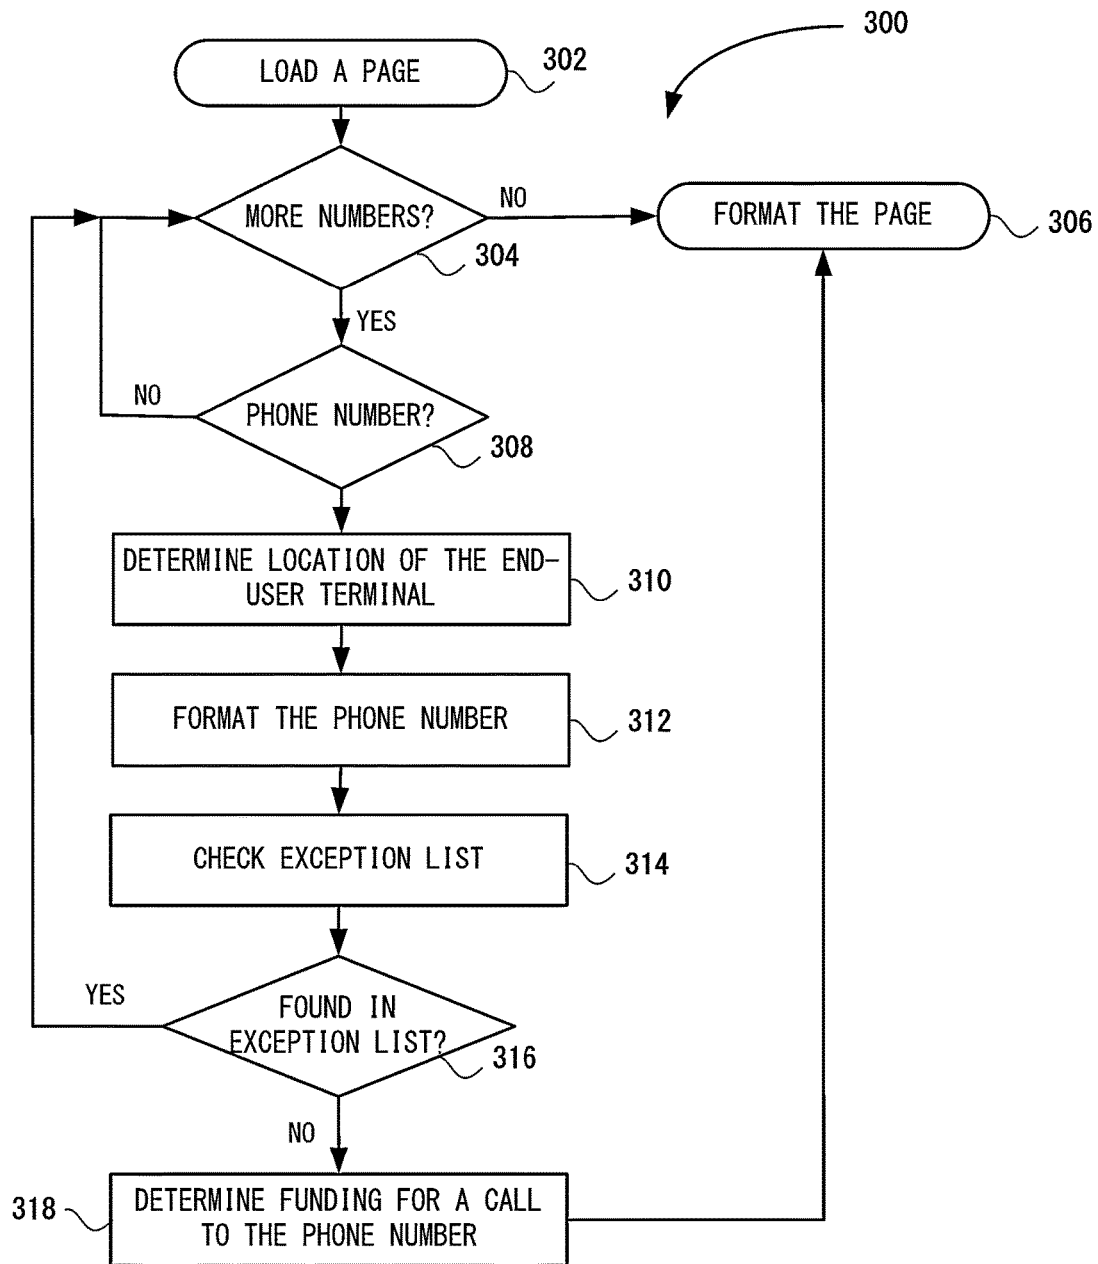 300
LOAD A PAGE
302
MORE NUMBERS?
304
NO
FORMAT THE PAGE
306
YES
PHONE NUMBER?
308
NO
DETERMINE LOCATION OF THE END-
USER TERMINAL
310
FORMAT THE PHONE NUMBER
312
CHECK EXCEPTION LIST
314
FOUND IN
EXCEPTION LIST?
316
YES
NO
DETERMINE FUNDING FOR A CALL
TO THE PHONE NUMBER
318